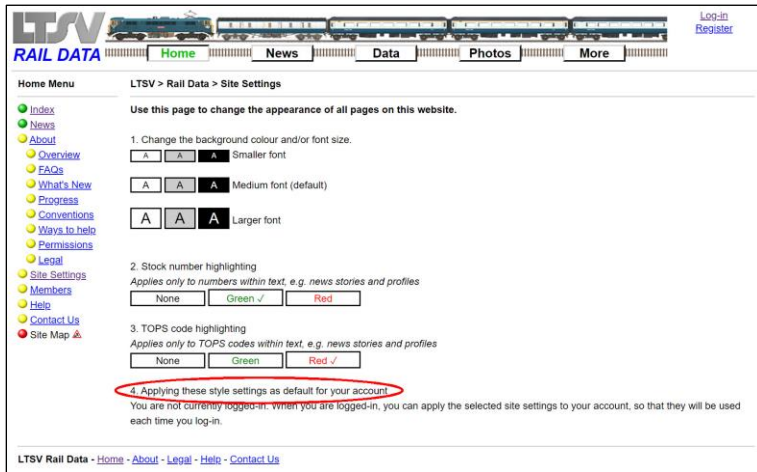 LTSV
RAIL DATA
Home
News
Data
Photos
More
Log-in
Register
Home Menu
Index
News
About
Overview
FAQs
What's New
Progress
Conventions
Ways to help
Permissions
Legal
Site Settings
Members
Help
Contact Us
Site Map
LTSV > Rail Data > Site Settings
Use this page to change the appearance of all pages on this website.
1. Change the background colour and/or font size.
A A A Smaller font
A A A Medium font (default)
A A A Larger font
2. Stock number highlighting
Applies only to numbers within text, e.g. news stories and profiles
None Green ✓ Red
3. TOPS code highlighting
Applies only to TOPS codes within text, e.g. news stories and profiles
None Green Red ✓
4. Applying these style settings as default for your account
You are not currently logged-in. When you are logged-in, you can apply the selected site settings to your account, so that they will be used
each time you log-in.
LTSV Rail Data - Home - About - Legal - Help - Contact Us